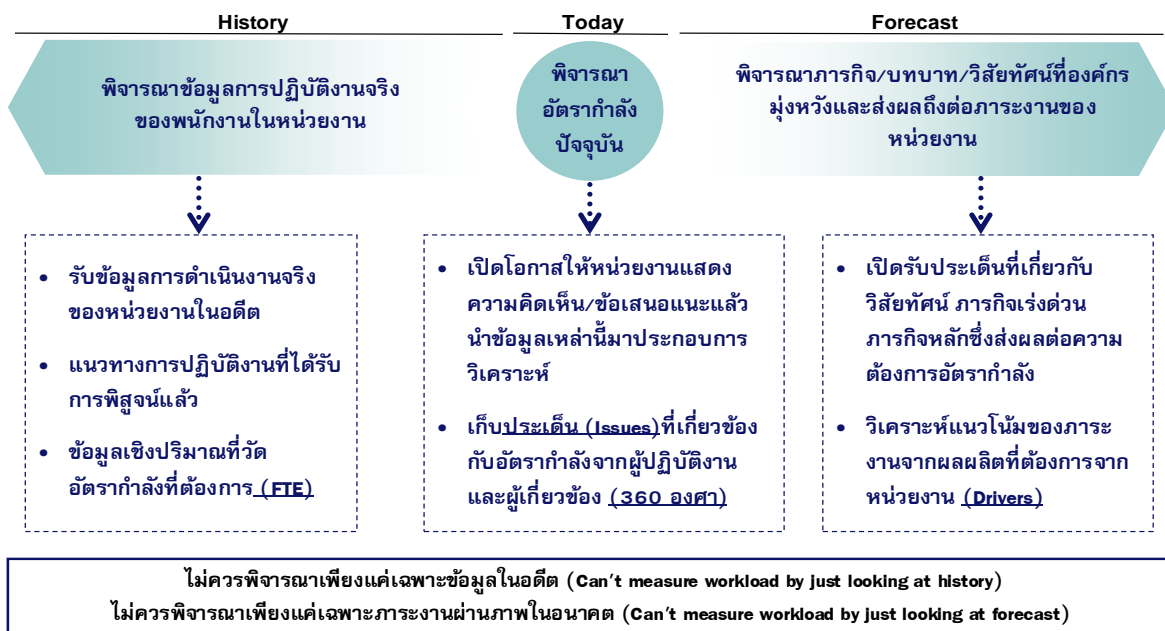 History
Today
Forecast
พิจารณาข้อมูลการปฏิบัติงานจริง
ของพนักงานในหน่วยงาน
พิจารณา
อัตรากำลัง
ปัจจุบัน
พิจารณาภารกิจ/บทบาท/วิสัยทัศน์ที่องค์กร
มุ่งหวังและส่งผลถึงต่อภาระงานของ
หน่วยงาน
• รับข้อมูลการดำเนินงานจริง
ของหน่วยงานในอดีต
• แนวทางการปฏิบัติงานที่ได้รับ
การพิสูจน์แล้ว
• ข้อมูลเชิงปริมาณที่วัด
อัตรากำลังที่ต้องการ (FTE)
• เปิดโอกาสให้หน่วยงานแสดง
ความคิดเห็น/ข้อเสนอแนะแล้ว
นำข้อมูลเหล่านี้มาประกอบการ
วิเคราะห์
• เก็บประเด็น (Issues)ที่เกี่ยวข้อง
กับอัตรากำลังจากผู้ปฏิบัติงาน
และผู้เกี่ยวข้อง (360 องศา)
• เปิดรับประเด็นที่เกี่ยวกับ
วิสัยทัศน์ ภารกิจเร่งด่วน
ภารกิจหลักซึ่งส่งผลต่อความ
ต้องการอัตรากำลัง
• วิเคราะห์แนวโน้มของภาระ
งานจากผลผลิตที่ต้องการจาก
หน่วยงาน (Drivers)
ไม่ควรพิจารณาเพียงแค่เฉพาะข้อมูลในอดีต (Can’t measure workload by just looking at history)
ไม่ควรพิจารณาเพียงแค่เฉพาะภาระงานผ่านภาพในอนาคต (Can’t measure workload by just looking at forecast)